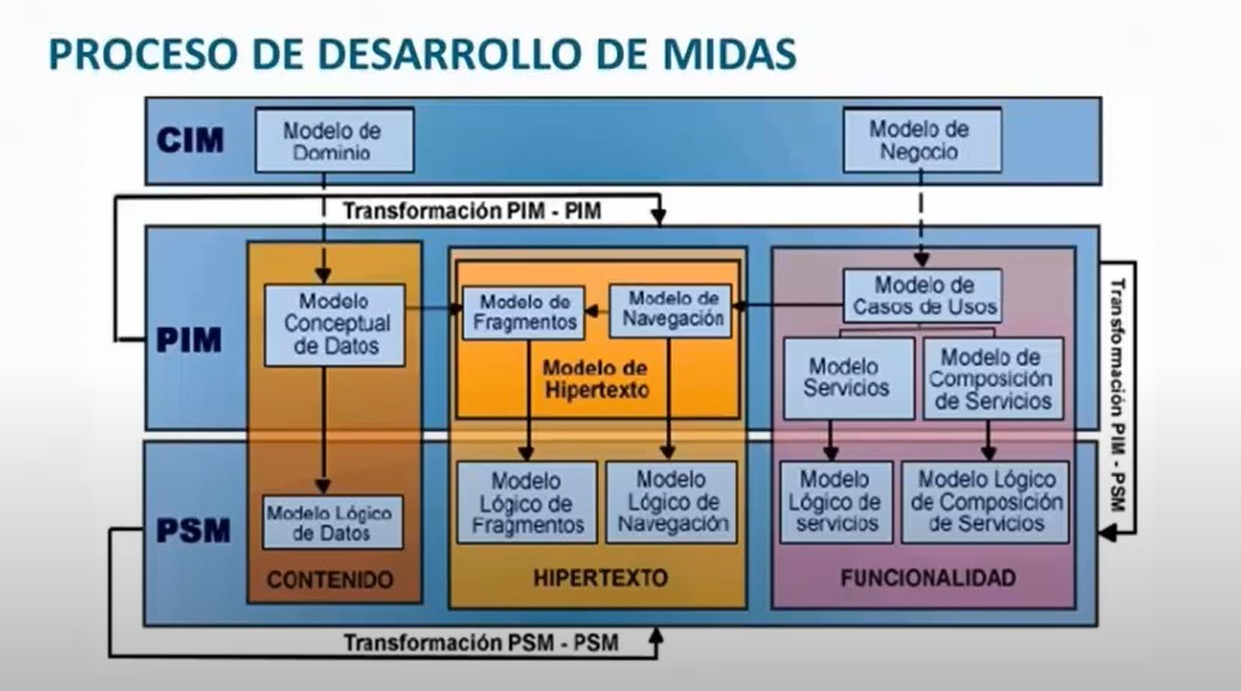 PROCESO DE DESARROLLO DE MIDAS
CIM
Modelo de
Dominio
Modelo de
Negocio
Transformación PIM - PIM
PIM
Modelo
Conceptual
de Datos
Modelo de
Fragmentos
Modelo de
Navegación
Modelo de
Hipertexto
Modelo de
Casos de Usos
Modelo
Servicios
Modelo de
Composición
de Servicios
Transformación PIM - PSM
PSM
Modelo Lógico
de Datos
Modelo
Lógico de
Fragmentos
Modelo
Lógico de
Navegación
Modelo
Lógico de
servicios
Modelo Lógico
de Composición
de Servicios
CONTENIDO
HIPERTEXTO
FUNCIONALIDAD
Transformación PSM - PSM